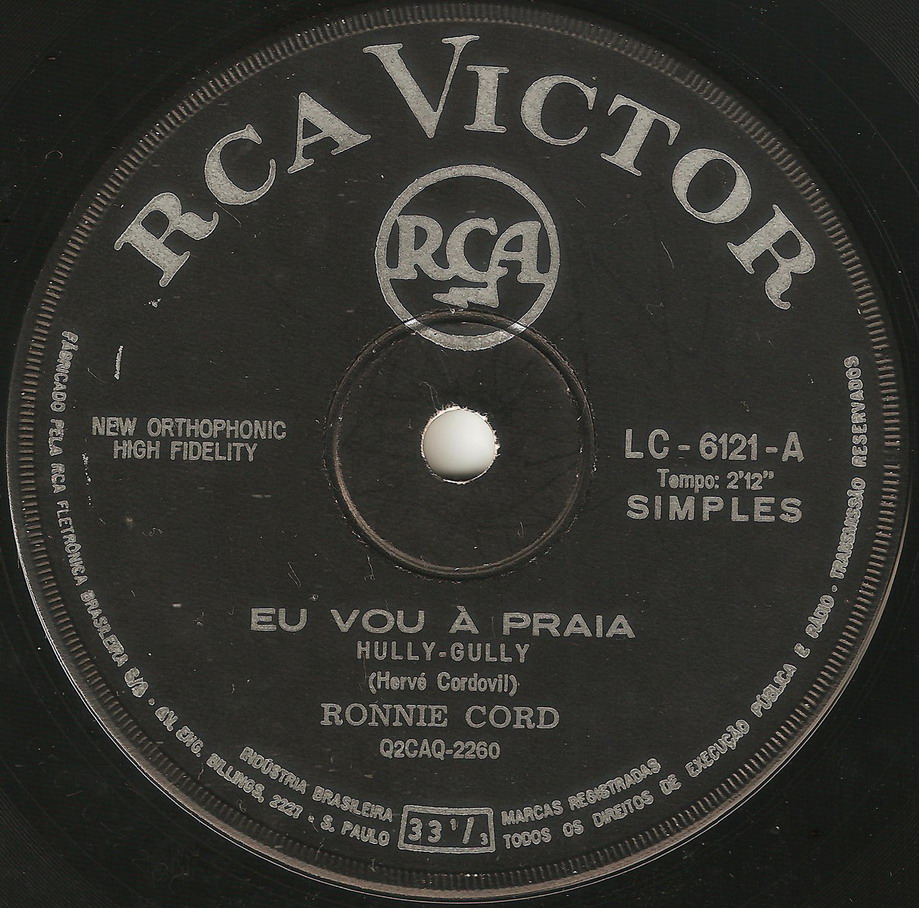 RCA VICTOR
RCA
NEW ORTHOPHONIC
HIGH FIDELITY
LC - 6121 - A
Tempo: 2'12"
SIMPLES
EU VOU À PRAIA
HULLY-GULLY
(Hervé Cordovil)
RONNIE CORD
Q2CAQ-2260
FABRICADO PELA RCA ELETRÔNICA BRASILEIRA S/A · AV. ENG. BILLINGS, 2227 · S. PAULO
INDÚSTRIA BRASILEIRA
33 1/3
MARCAS REGISTRADAS
TODOS OS DIREITOS DE EXECUÇÃO PÚBLICA E RÁDIO · TRANSMISSÃO RESERVADOS